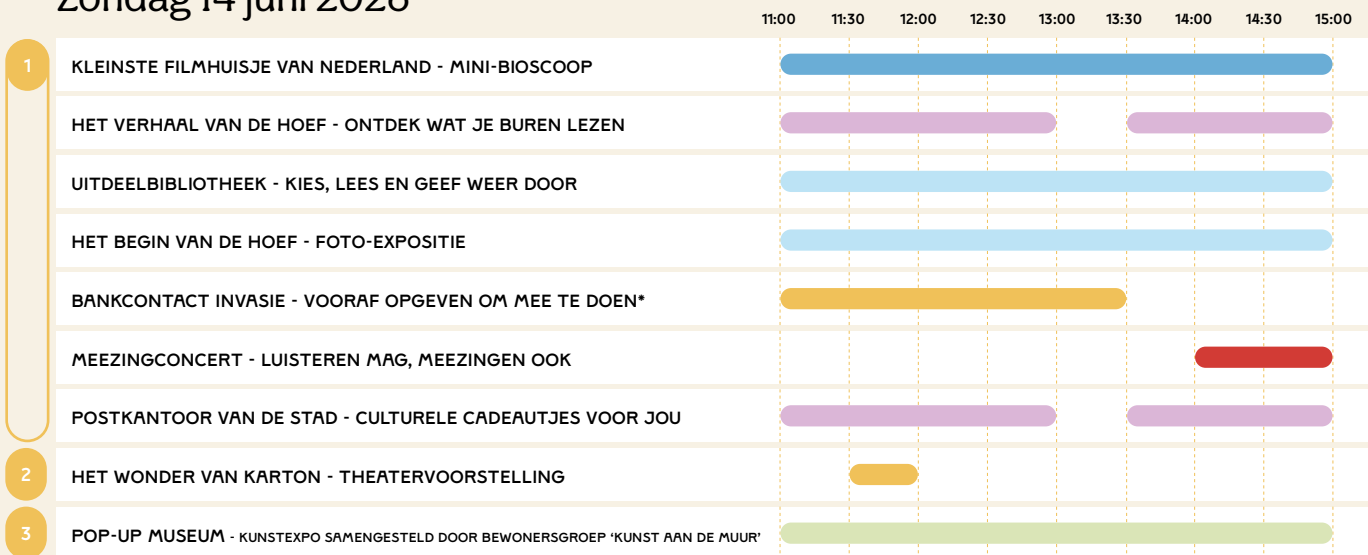 Zondag 14 juni 2026
11:00 11:30 12:00 12:30 13:00 13:30 14:00 14:30 15:00
1
KLEINSTE FILMHUISJE VAN NEDERLAND - MINI-BIOSCOOP
HET VERHAAL VAN DE HOEF - ONTDEK WAT JE BUREN LEZEN
UITDEELBIBLIOTHEEK - KIES, LEES EN GEEF WEER DOOR
HET BEGIN VAN DE HOEF - FOTO-EXPOSITIE
BANKCONTACT INVASIE - VOORAF OPGEVEN OM MEE TE DOEN*
MEEZINGCONCERT - LUISTEREN MAG, MEEZINGEN OOK
POSTKANTOOR VAN DE STAD - CULTURELE CADEAUTJES VOOR JOU
2
HET WONDER VAN KARTON - THEATERVOORSTELLING
3
POP-UP MUSEUM - KUNSTEXPO SAMENGESTELD DOOR BEWONERSGROEP ‘KUNST AAN DE MUUR’